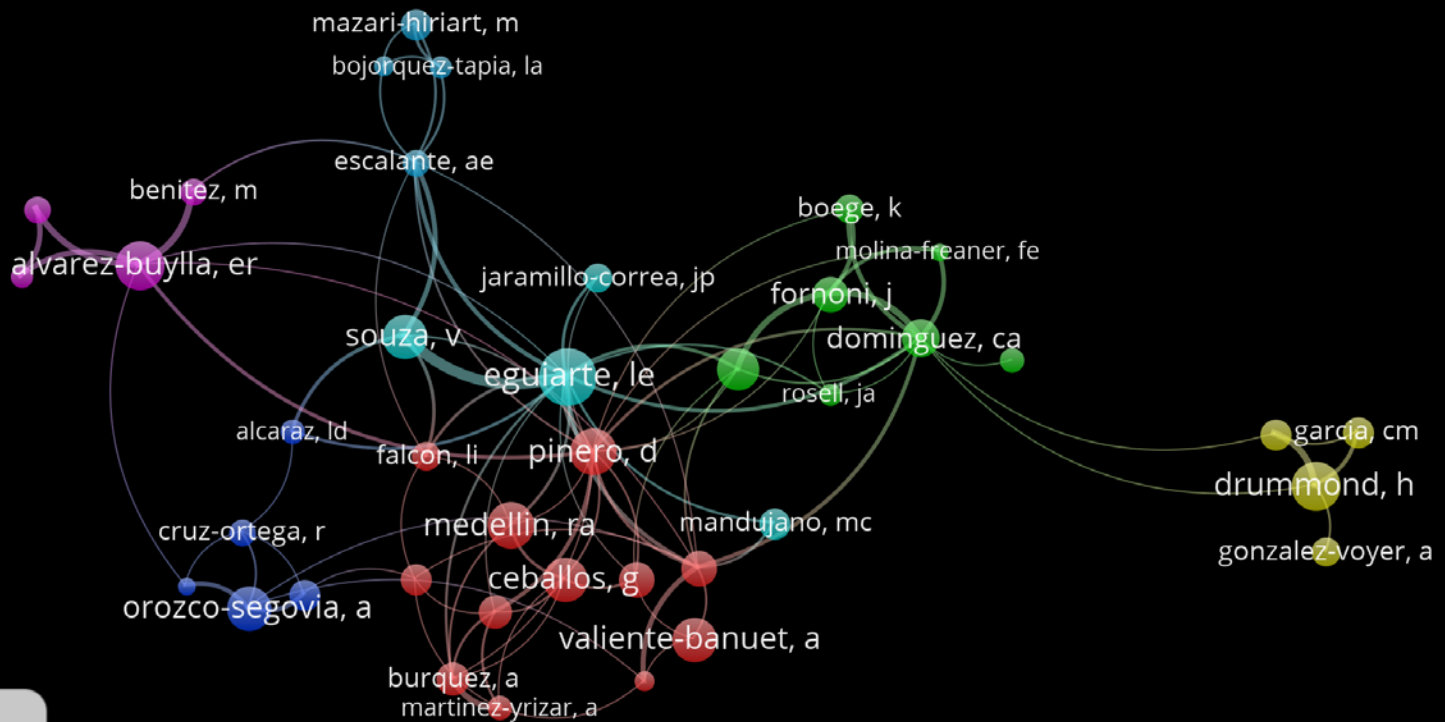 mazari-hiriart, m
bojorquez-tapia, la
escalante, ae
benitez, m
boege, k
molina-freaner, fe
alvarez-buylla, er
jaramillo-correa, jp
fornoni, j
souza, v
dominguez, ca
eguiarte, le
rosell, ja
alcaraz, ld
garcia, cm
falcon, li
pinero, d
drummond, h
medellin, ra
mandujano, mc
cruz-ortega, r
gonzalez-voyer, a
ceballos, g
orozco-segovia, a
valiente-banuet, a
burquez, a
martinez-yrizar, a